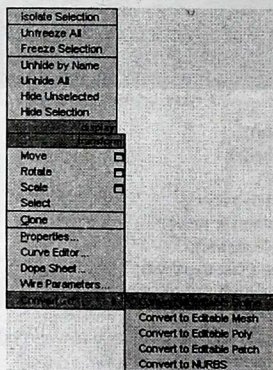 Isolate Selection
Unfreeze All
Freeze Selection
Unhide by Name
Unhide All
Hide Unselected
Hide Selection
display
transform
Move
Rotate
Scale
Select
Clone
Properties...
Curve Editor...
Dope Sheet...
Wire Parameters...
Convert to Editable Mesh
Convert to Editable Poly
Convert to Editable Patch
Convert to NURBS